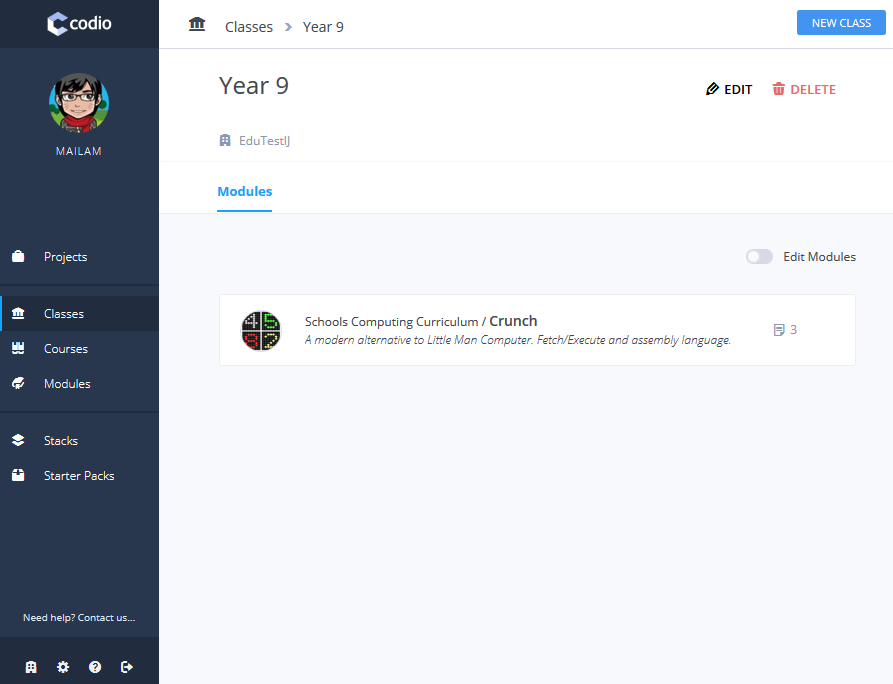 codio
Classes > Year 9
NEW CLASS
MAILAM
Year 9
EDIT
DELETE
EduTestIJ
Modules
Projects
Classes
Courses
Modules
Stacks
Starter Packs
Need help? Contact us...
Edit Modules
4587
Schools Computing Curriculum / Crunch
A modern alternative to Little Man Computer. Fetch/Execute and assembly language.
3